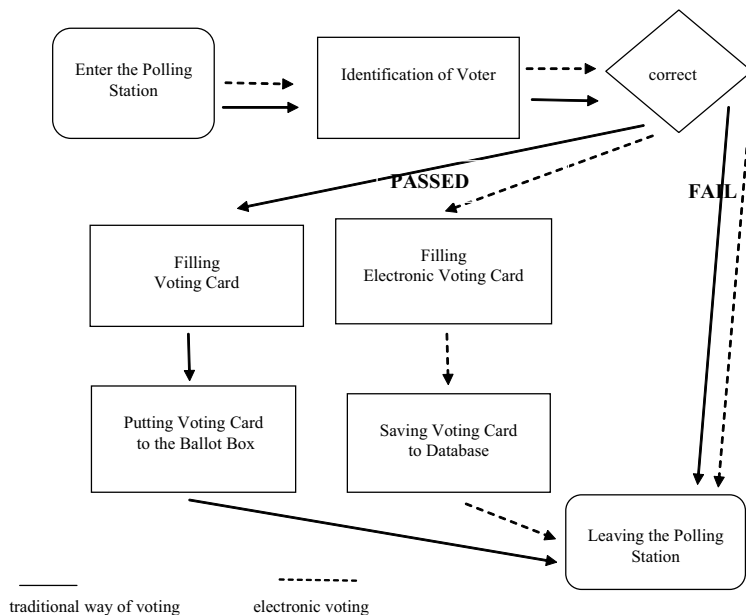 Enter the Polling
Station
Identification of Voter
correct
PASSED
FAIL
Filling
Voting Card
Filling
Electronic Voting Card
Putting Voting Card
to the Ballot Box
Saving Voting Card
to Database
Leaving the Polling
Station
traditional way of voting
electronic voting